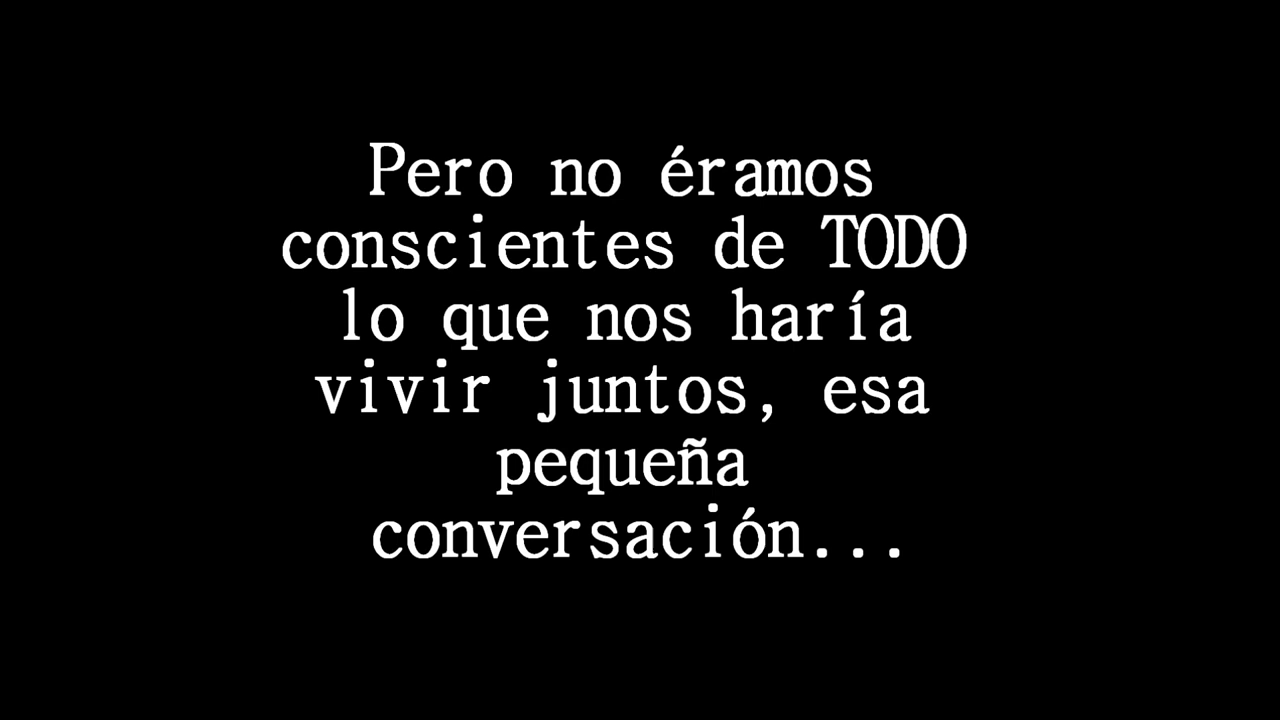 Pero no éramos
conscientes de TODO
lo que nos haría
vivir juntos, esa
pequeña
conversación...